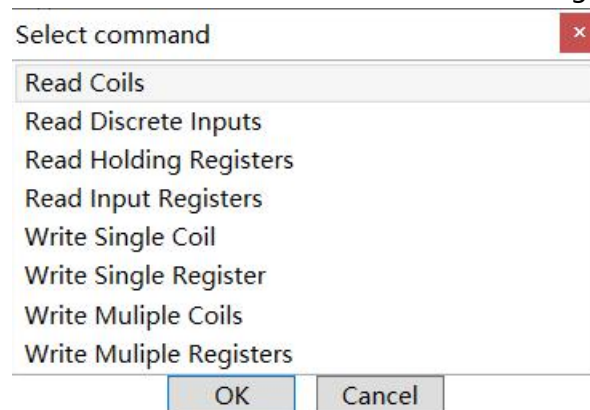 Select command
×
Read Coils
Read Discrete Inputs
Read Holding Registers
Read Input Registers
Write Single Coil
Write Single Register
Write Muliple Coils
Write Muliple Registers
OK Cancel